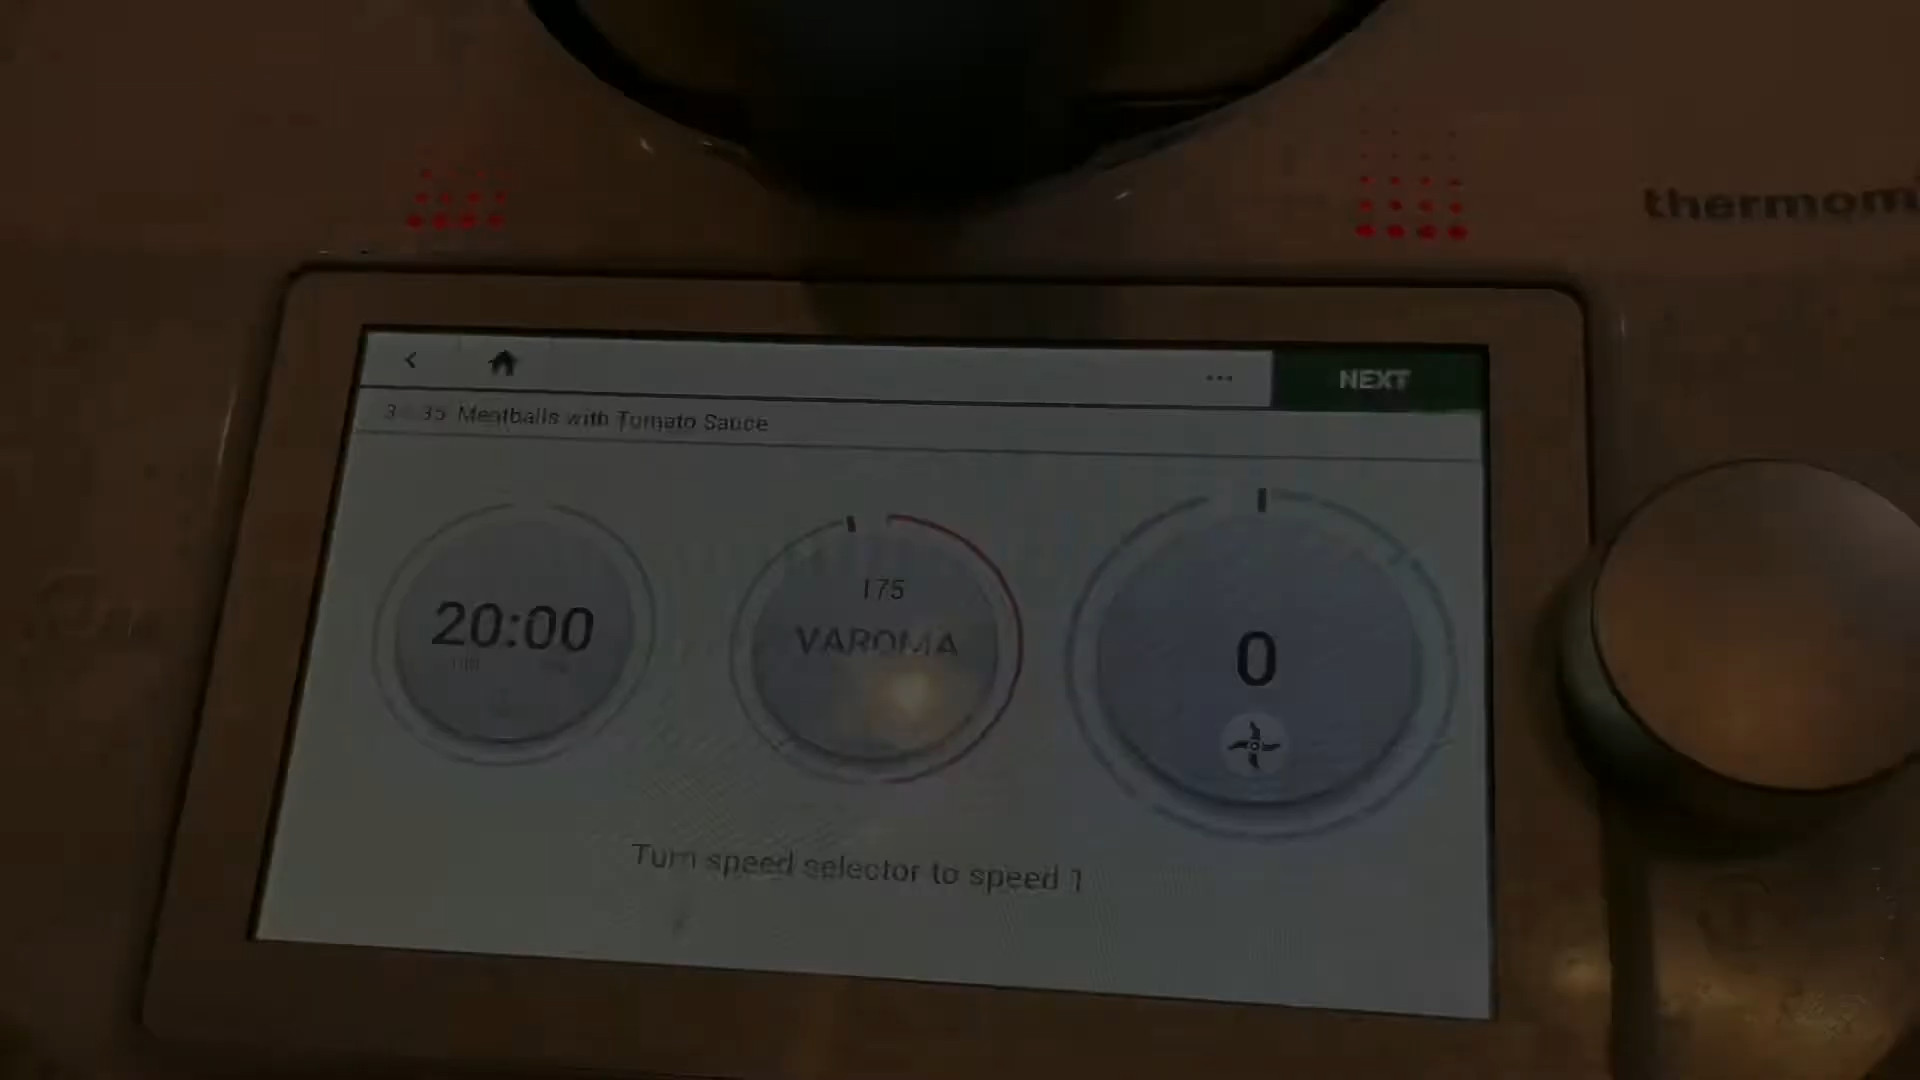 thermom
NEXT
Meatballs with Tomato Sauce
20:00
175
VAROMA
0
Turn speed selector to speed 1